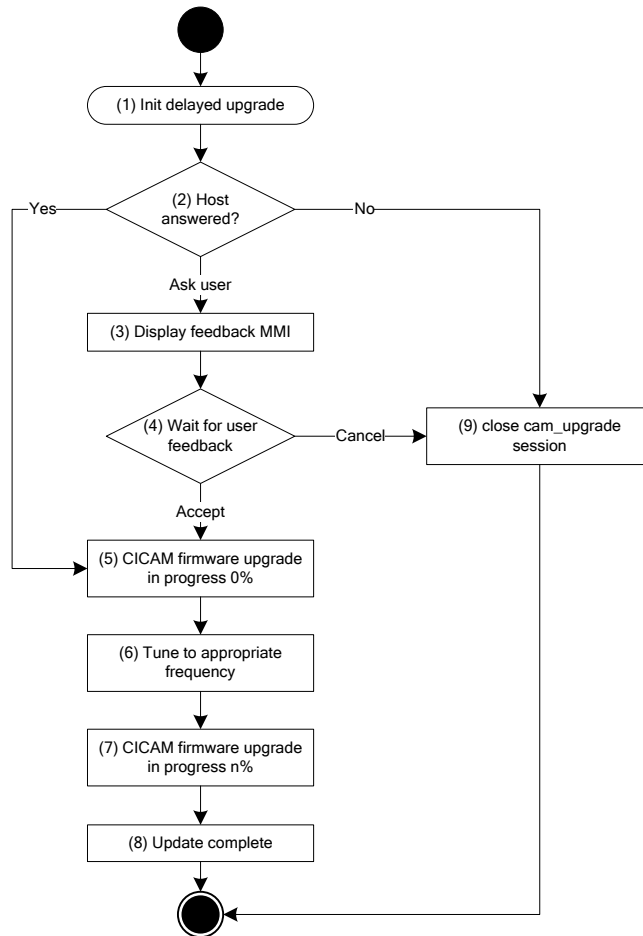 (1) Init delayed upgrade
(2) Host
answered?
Yes
No
Ask user
(3) Display feedback MMI
(4) Wait for user
feedback
Cancel
(9) close cam_upgrade
session
Accept
(5) CICAM firmware upgrade
in progress 0%
(6) Tune to appropriate
frequency
(7) CICAM firmware upgrade
in progress n%
(8) Update complete